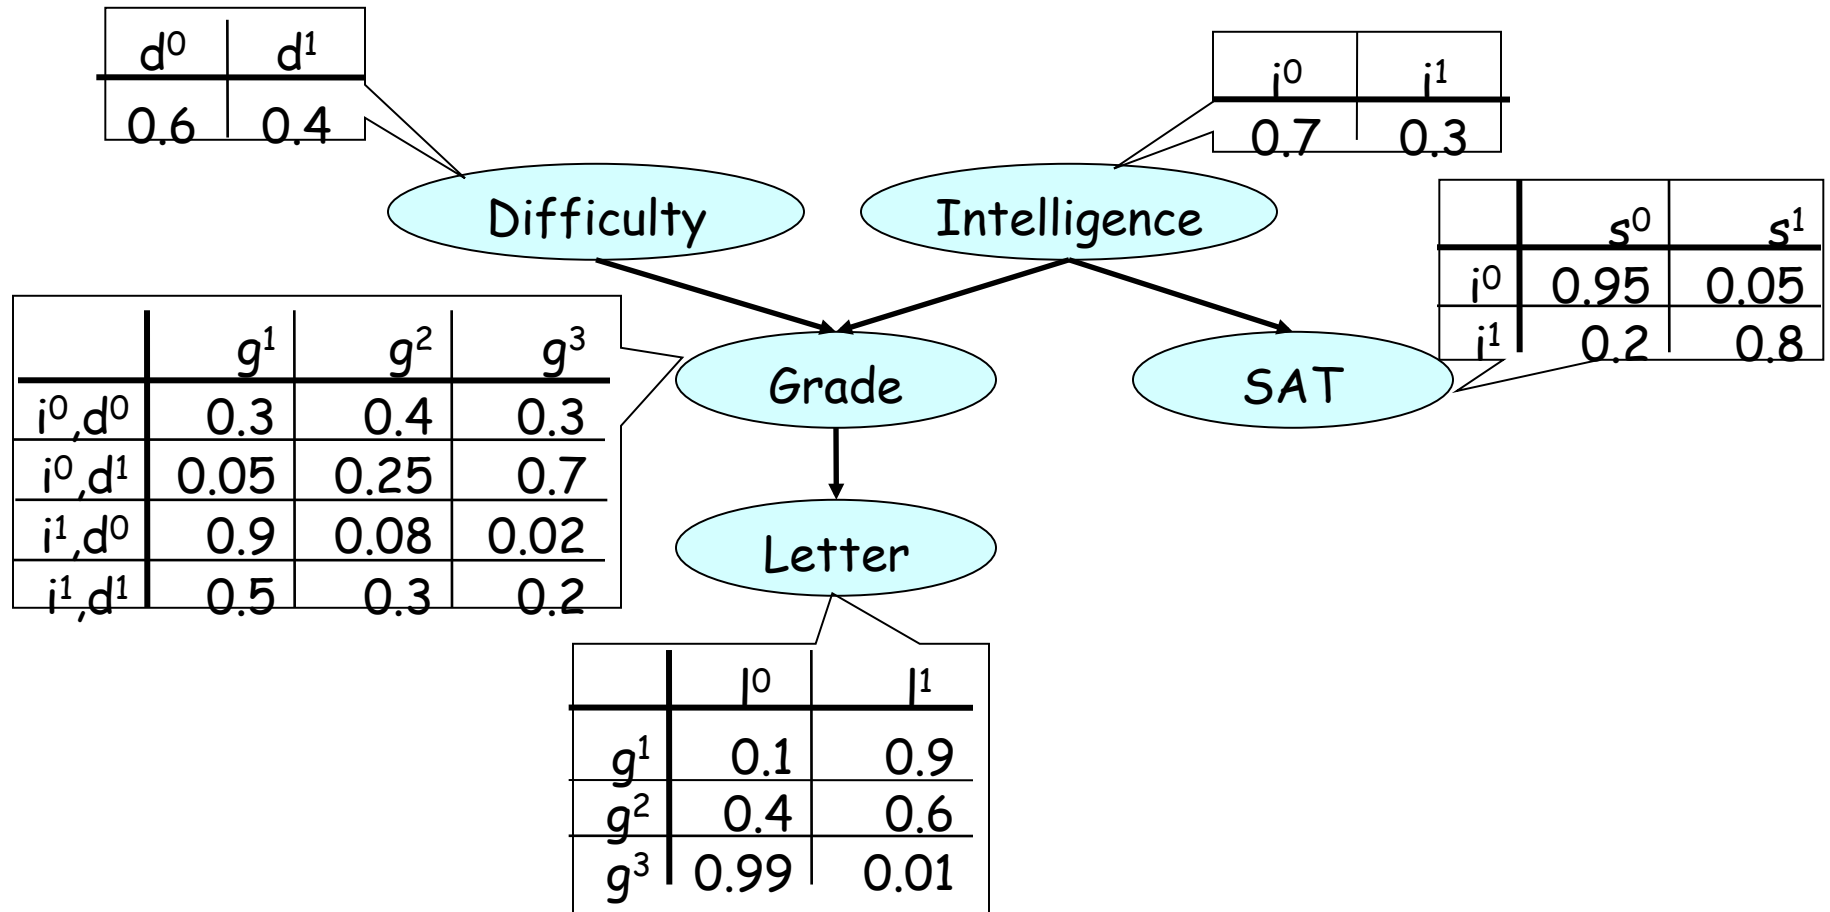 d⁰ d¹
0.6 0.4
i⁰ i¹
0.7 0.3
Difficulty
Intelligence
s⁰ s¹
i⁰ 0.95 0.05
i¹ 0.2 0.8
g¹ g² g³
i⁰,d⁰ 0.3 0.4 0.3
i⁰,d¹ 0.05 0.25 0.7
i¹,d⁰ 0.9 0.08 0.02
i¹,d¹ 0.5 0.3 0.2
Grade
SAT
Letter
l⁰ l¹
g¹ 0.1 0.9
g² 0.4 0.6
g³ 0.99 0.01